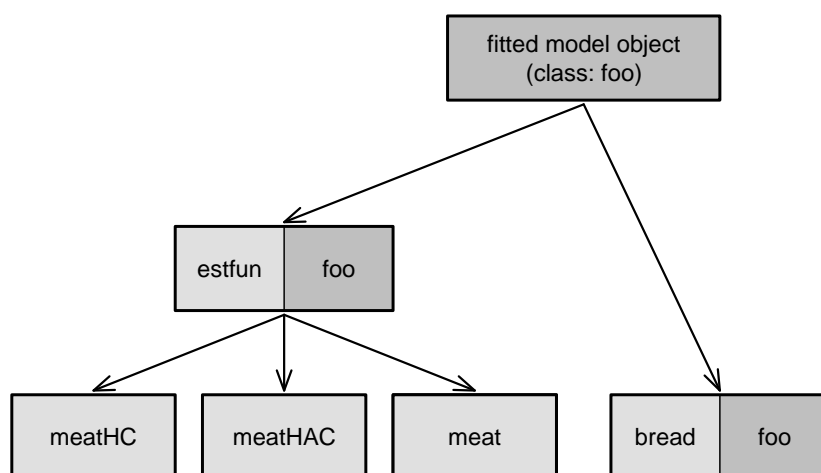 fitted model object
(class: foo)
estfun foo
meatHC meatHAC meat bread foo